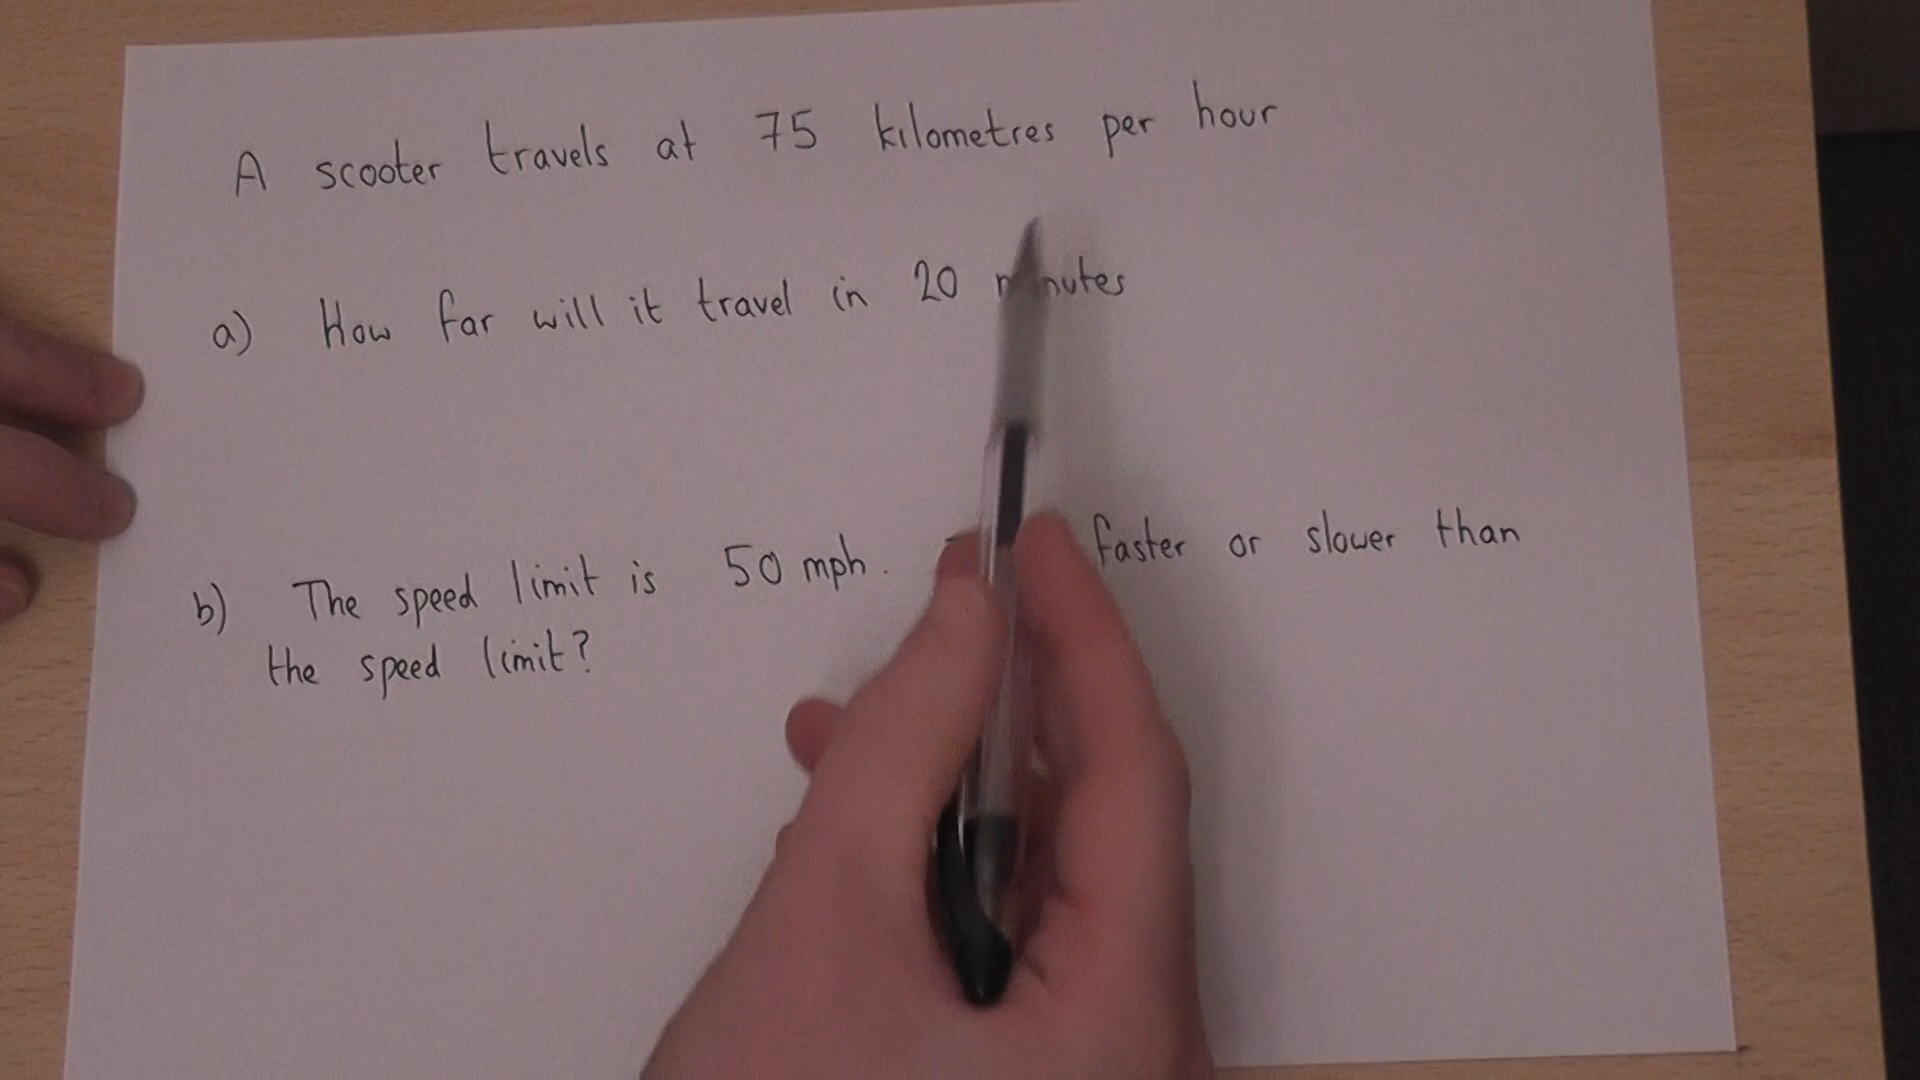 A scooter travels at 75 kilometres per hour
a) How far will it travel in 20 minutes
b) The speed limit is 50 mph. faster or slower than
the speed limit?